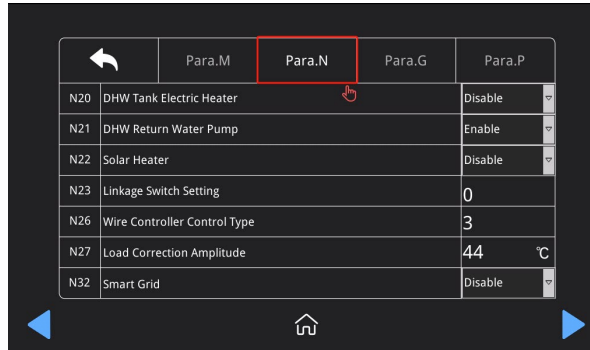 Para.M Para.N Para.G Para.P
N20 DHW Tank Electric Heater Disable
N21 DHW Return Water Pump Enable
N22 Solar Heater Disable
N23 Linkage Switch Setting 0
N26 Wire Controller Control Type 3
N27 Load Correction Amplitude 44 ℃
N32 Smart Grid Disable